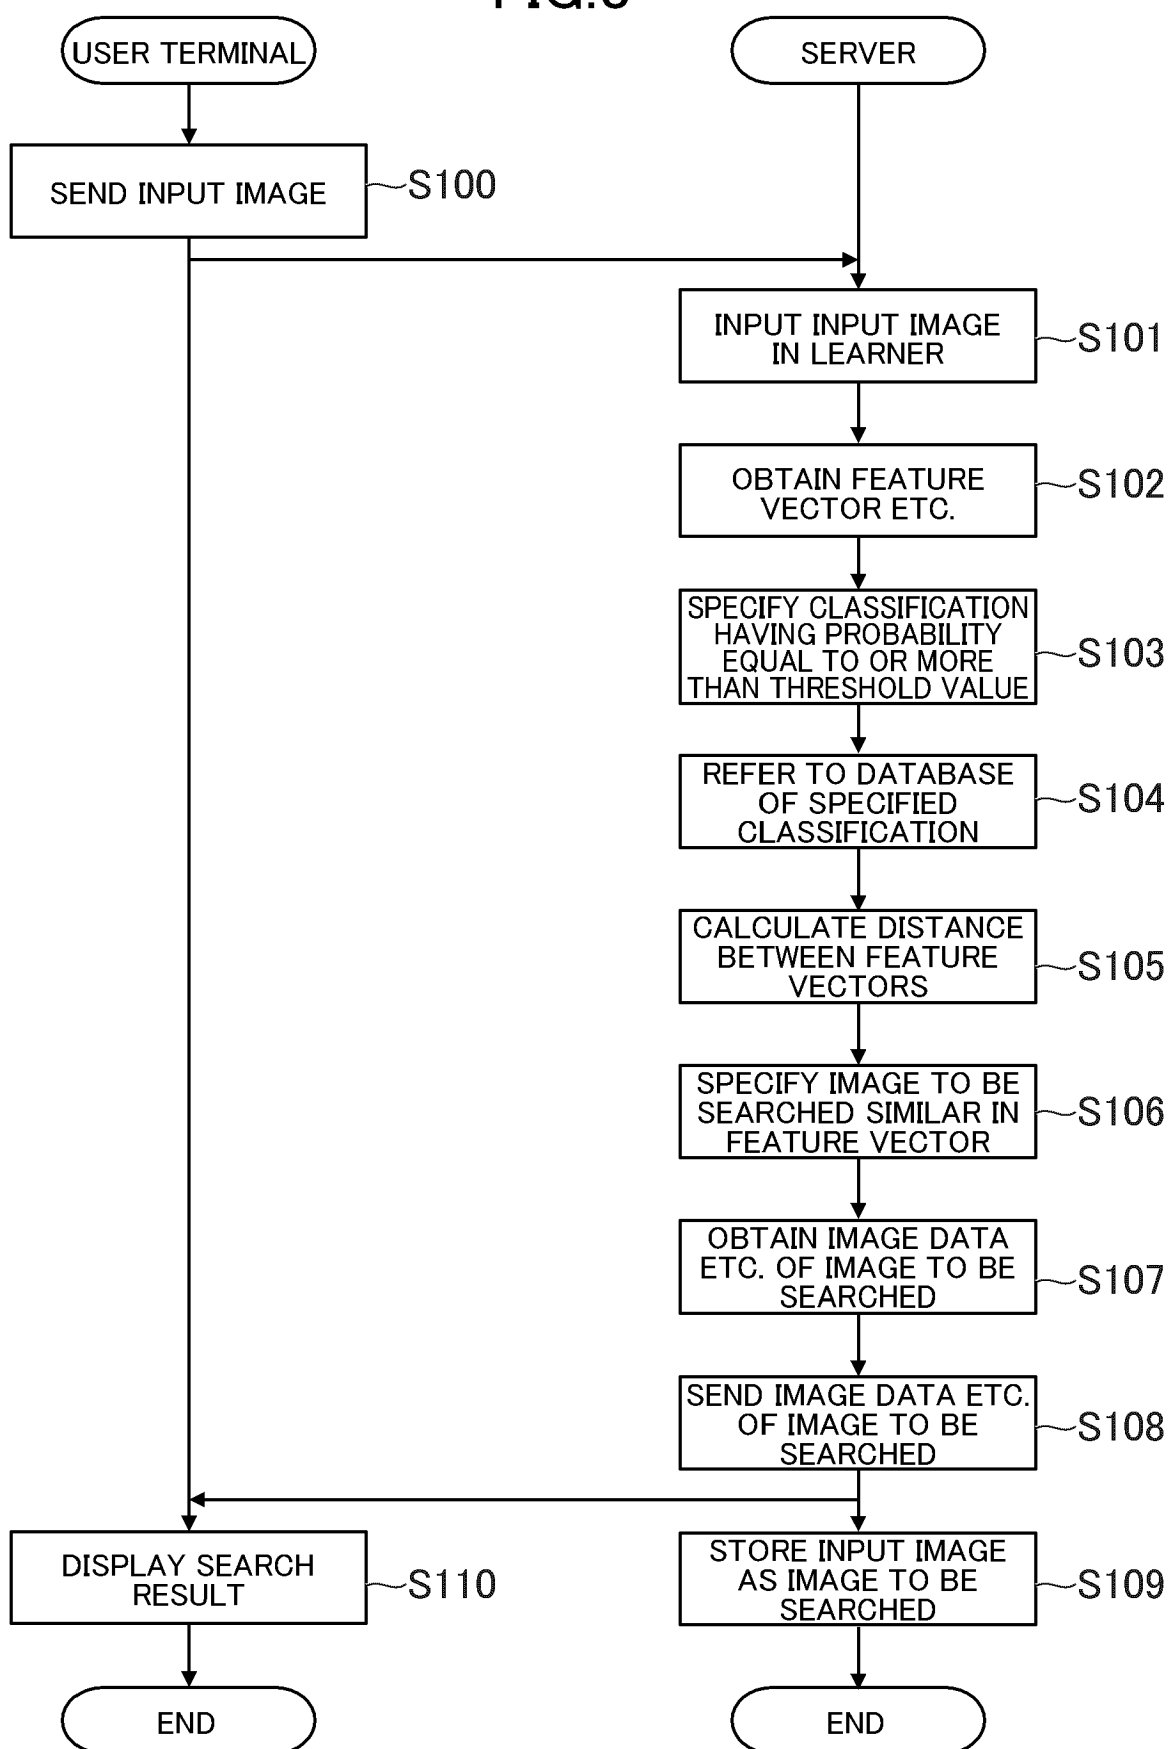 USER TERMINAL
SERVER
SEND INPUT IMAGE
S100
INPUT INPUT IMAGE
IN LEARNER
S101
OBTAIN FEATURE
VECTOR ETC.
S102
SPECIFY CLASSIFICATION
HAVING PROBABILITY
EQUAL TO OR MORE
THAN THRESHOLD VALUE
S103
REFER TO DATABASE
OF SPECIFIED
CLASSIFICATION
S104
CALCULATE DISTANCE
BETWEEN FEATURE
VECTORS
S105
SPECIFY IMAGE TO BE
SEARCHED SIMILAR IN
FEATURE VECTOR
S106
OBTAIN IMAGE DATA
ETC. OF IMAGE TO BE
SEARCHED
S107
SEND IMAGE DATA ETC.
OF IMAGE TO BE
SEARCHED
S108
DISPLAY SEARCH
RESULT
S110
STORE INPUT IMAGE
AS IMAGE TO BE
SEARCHED
S109
END
END